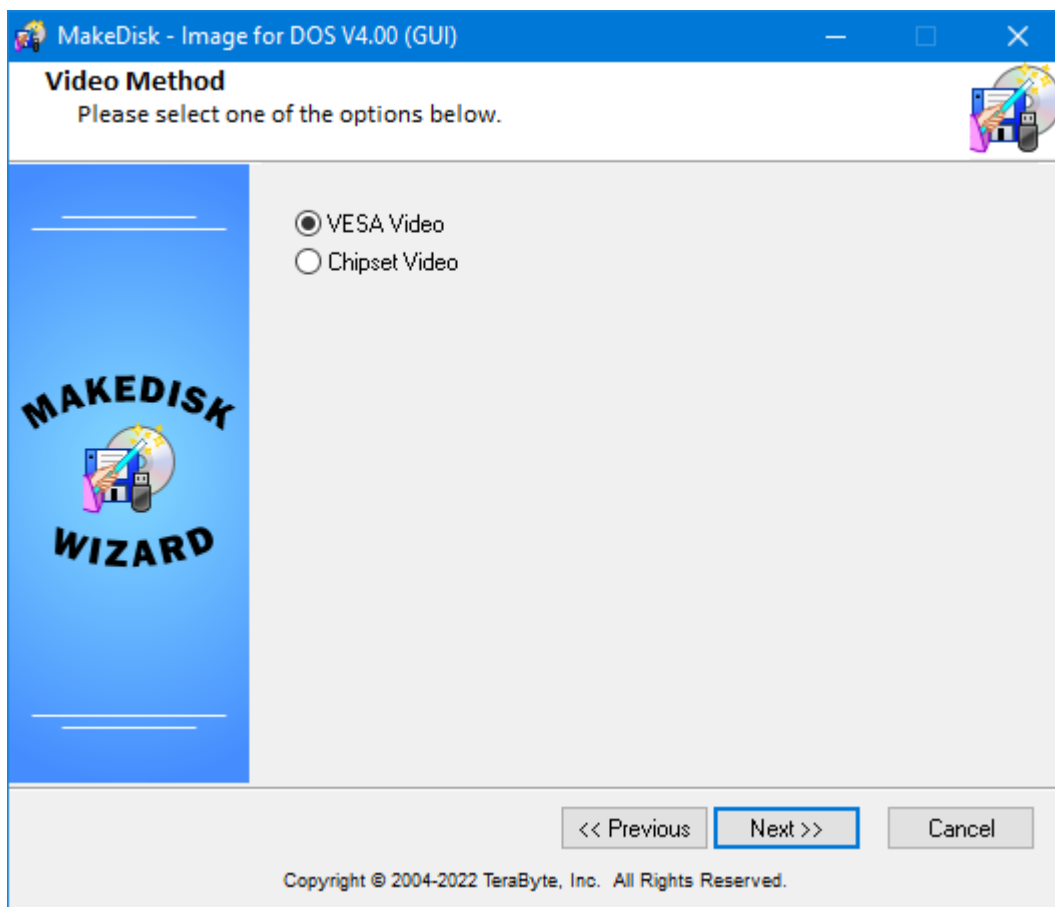 MakeDisk - Image for DOS V4.00 (GUI)
Video Method
Please select one of the options below.
VESA Video
Chipset Video
MAKEDISK
WIZARD
<< Previous
Next >>
Cancel
Copyright © 2004-2022 TeraByte, Inc. All Rights Reserved.